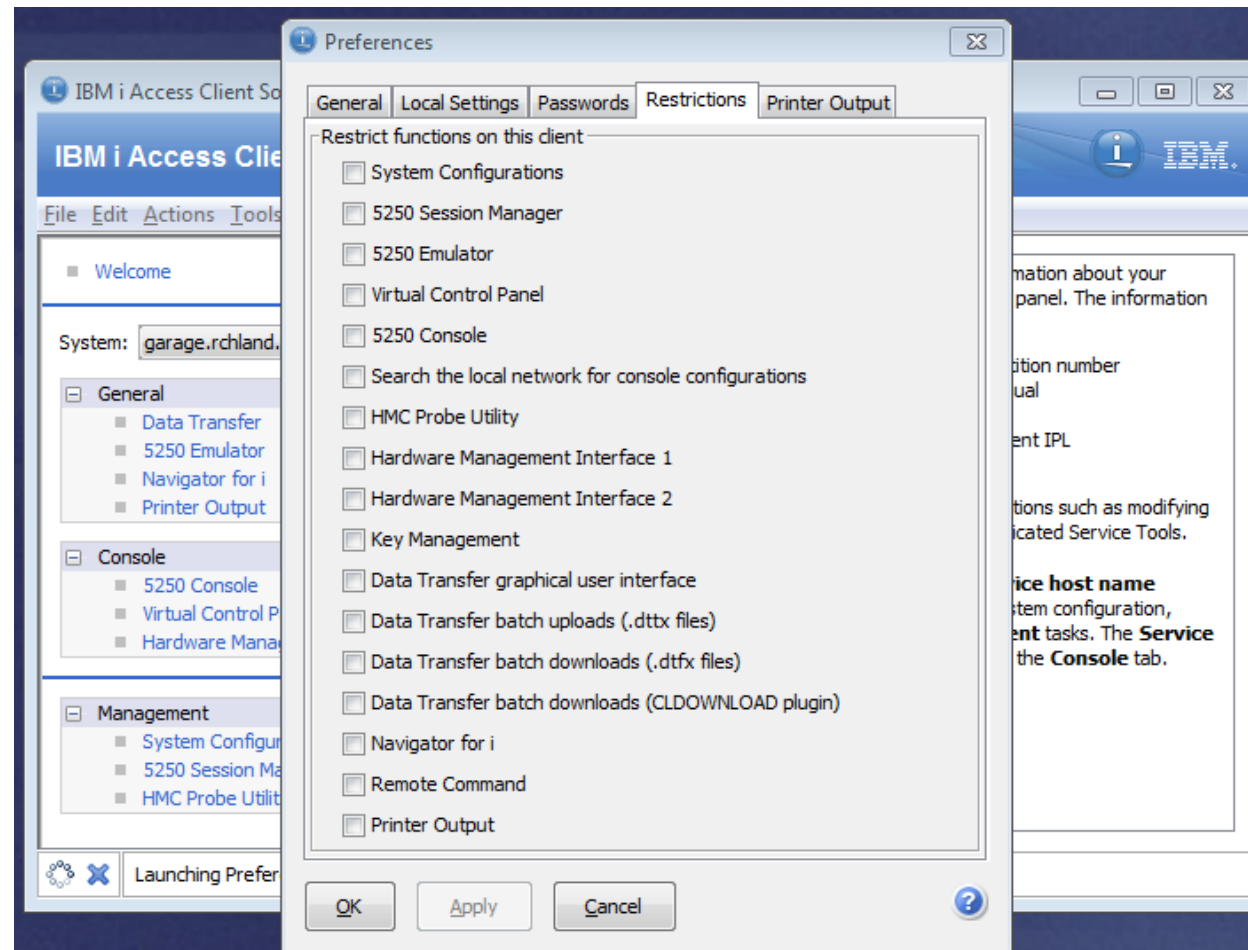 Preferences
IBM i Access Client So
General Local Settings Passwords Restrictions Printer Output
Restrict functions on this client
System Configurations
5250 Session Manager
5250 Emulator
Virtual Control Panel
5250 Console
Search the local network for console configurations
HMC Probe Utility
Hardware Management Interface 1
Hardware Management Interface 2
Key Management
Data Transfer graphical user interface
Data Transfer batch uploads (.dttx files)
Data Transfer batch downloads (.dtfx files)
Data Transfer batch downloads (CLDOWNLOAD plugin)
Navigator for i
Remote Command
Printer Output
OK Apply Cancel
IBM i Access Clie
IBM.
File Edit Actions Tools
Welcome
System: garage.rchland.
General
Data Transfer
5250 Emulator
Navigator for i
Printer Output
Console
5250 Console
Virtual Control P
Hardware Mana
Management
System Configur
5250 Session Ma
HMC Probe Utilit
Launching Prefer
mation about your
panel. The information
tition number
ual
ent IPL
tions such as modifying
icated Service Tools.
ice host name
stem configuration,
ent tasks. The Service
the Console tab.